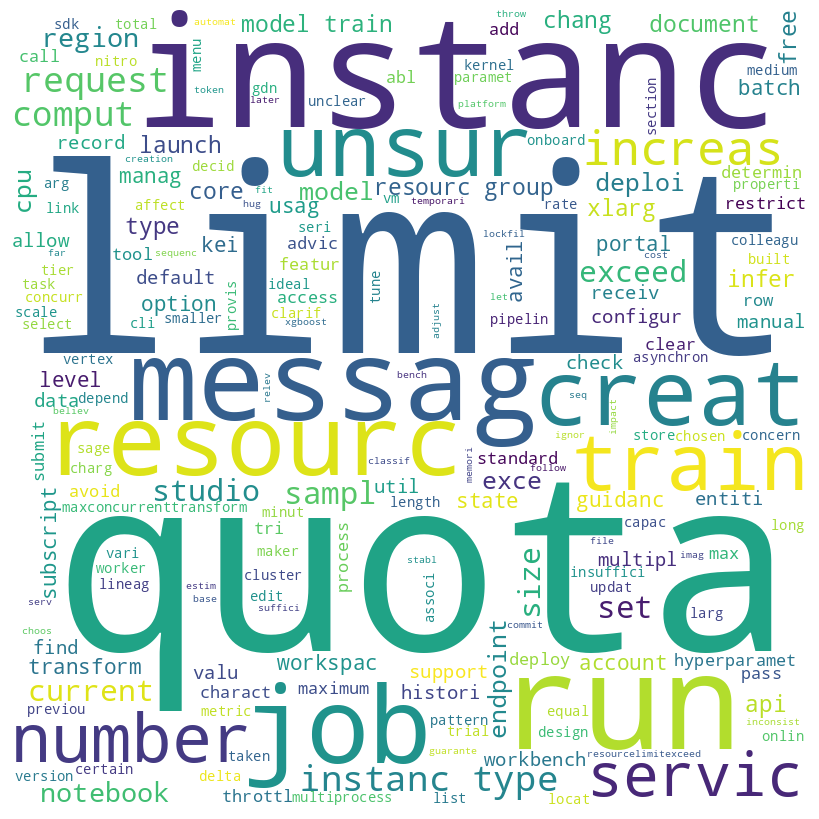 automat
sdk total
model train
throw
add
chang
document
free
region
call
nitro
menu
instanc
kernel
medium
request
token
gdn
abl
paramet
batch
comput
later
unclear
platform
section
record
launch
unsur
onboard
increas
creation
decid
cpu
arg
manag
core
model
resourc group
deploi
determin
properti
link
affect
fit
usag
vm
temporari
rate
xlarg
restrict
allow
type
hug
seri
lockfil
colleagu
far
tool
sequenc
kei
advic
cost
portal
tier
default
featur
limit
avail
exceed
built
task
provis
ideal
tune
infer
concurr
option
access
let
receiv
row
scale
cli
smaller
clarif
adjust
pipelin
configur
manual
select
xgboost
clear
vertex
messag
check
asynchron
level
relev
bench
creat
data
depend
seq
impact
believ
store
chosen
concern
submit
resourc
ignor
train
sage
classif
memori
standard
charg
follow
avoid
studio
sampl
util
exce
guidanc
entiti
maxconcurrenttransform
length
state
subscript
minut
quota
capac
long
tri
process
file
imag
vari
maker
stabl
size
multipl
max
worker
cluster
associ
insuffici
lineag
estim
updat
serv
base
edit
suffici
set
larg
choos
commit
find
workspac
endpoint
deploy
account
hyperparamet
transform
valu
support
pass
current
charact
maximum
histori
run
api
previou
metric
job
pattern
equal
inconsist
number
trial
design
onlin
taken
guarante
workbench
resourcelimitexceed
certain
instanc type
servic
version
delta
notebook
throttl
multiprocess
list
locat